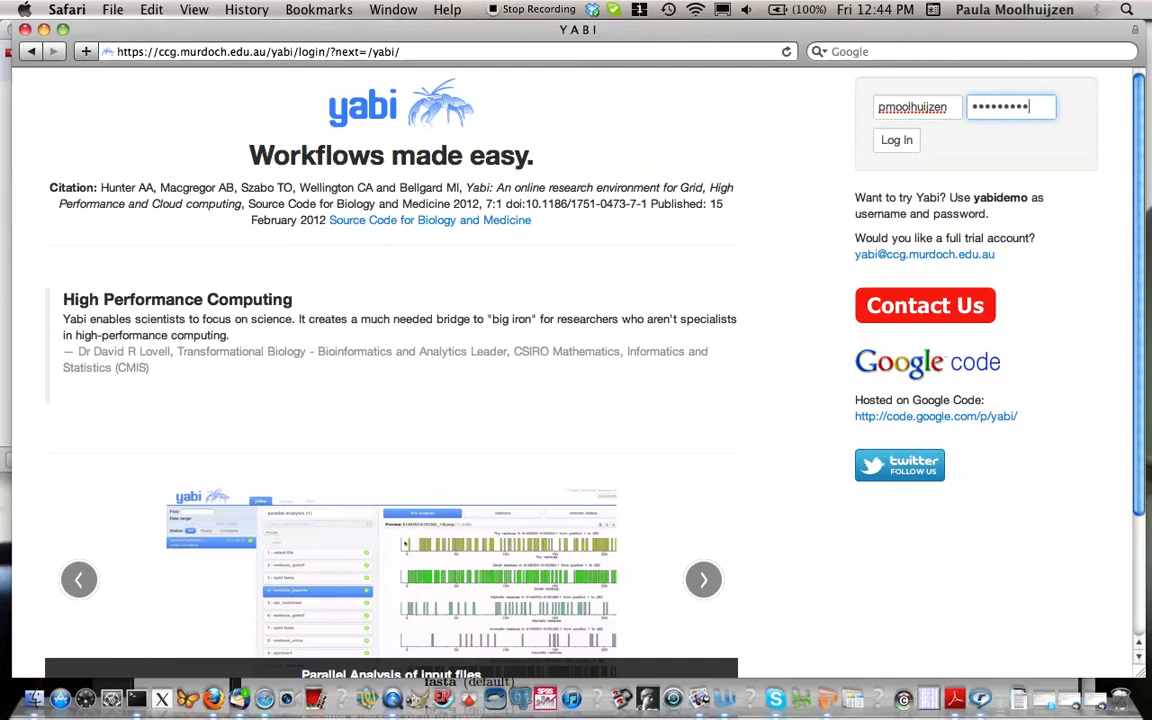 Safari File Edit View History Bookmarks Window Help Stop Recording 1 (100%) Fri 12:44 PM Paula Moolhuijzen
YABI
https://ccg.murdoch.edu.au/yabi/login/?next=/yabi/ Google
yabi
Workflows made easy.
Citation: Hunter AA, Macgregor AB, Szabo TO, Wellington CA and Bellgard MI, Yabi: An online research environment for Grid, High
Performance and Cloud computing, Source Code for Biology and Medicine 2012, 7:1 doi:10.1186/1751-0473-7-1 Published: 15
February 2012 Source Code for Biology and Medicine
High Performance Computing
Yabi enables scientists to focus on science. It creates a much needed bridge to "big iron" for researchers who aren't specialists
in high-performance computing.
— Dr David R Lovell, Transformational Biology - Bioinformatics and Analytics Leader, CSIRO Mathematics, Informatics and
Statistics (CMIS)
pmoolhuijzen •••••••••
Log In
Want to try Yabi? Use yabidemo as
username and password.
Would you like a full trial account?
yabi@ccg.murdoch.edu.au
Contact Us
Google code
Hosted on Google Code:
http://code.google.com/p/yabi/
twitter
FOLLOW US
yabi
parallel analysis (1)
Parallel Analysis of Input files
fasta (default)